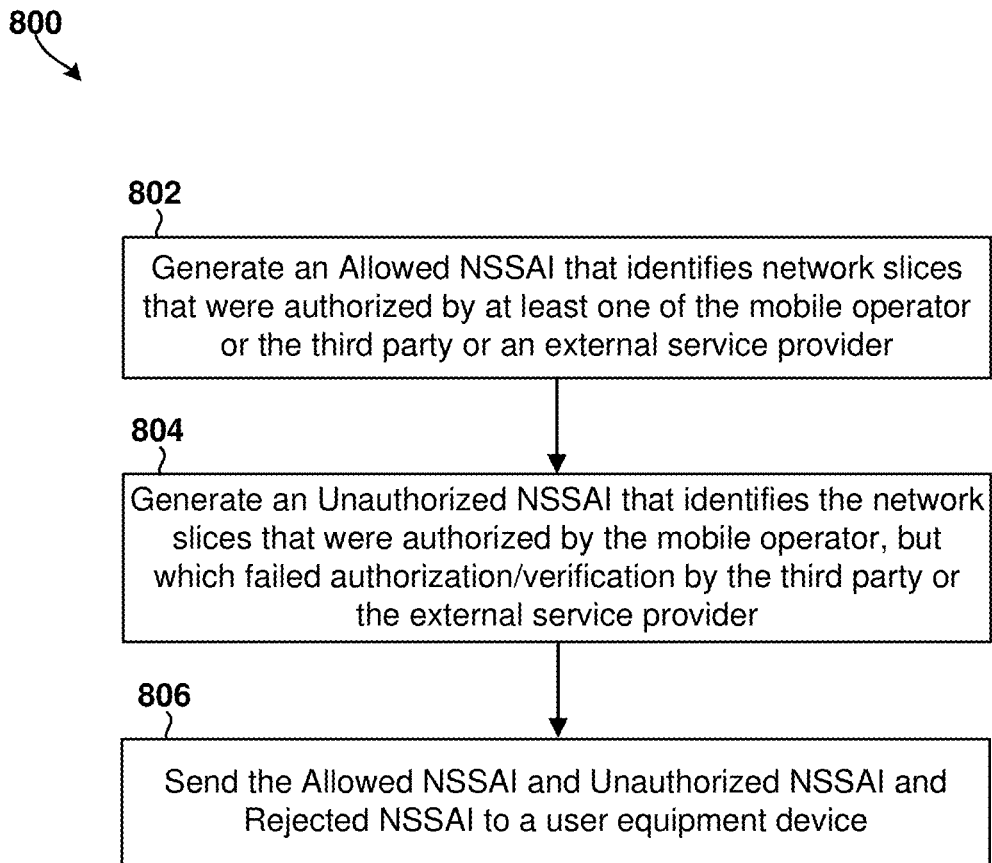 800
802
Generate an Allowed NSSAI that identifies network slices
that were authorized by at least one of the mobile operator
or the third party or an external service provider
804
Generate an Unauthorized NSSAI that identifies the network
slices that were authorized by the mobile operator, but
which failed authorization/verification by the third party or
the external service provider
806
Send the Allowed NSSAI and Unauthorized NSSAI and
Rejected NSSAI to a user equipment device